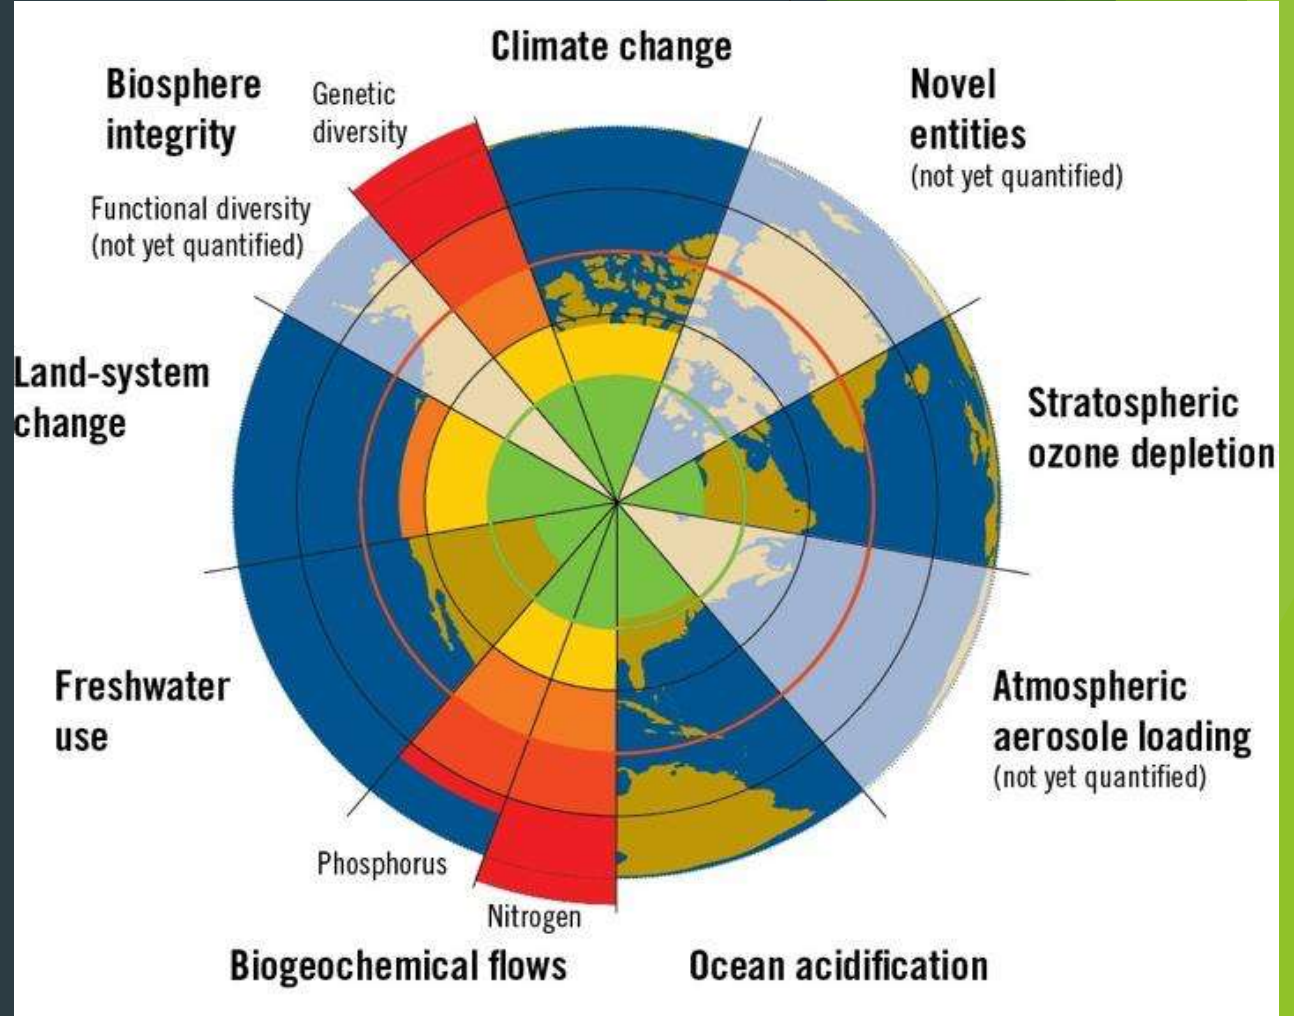 Climate change
Biosphere
integrity
Genetic
diversity
Novel
entities
(not yet quantified)
Functional diversity
(not yet quantified)
Land-system
change
Stratospheric
ozone depletion
Freshwater
use
Atmospheric
aerosole loading
(not yet quantified)
Phosphorus
Nitrogen
Biogeochemical flows
Ocean acidification